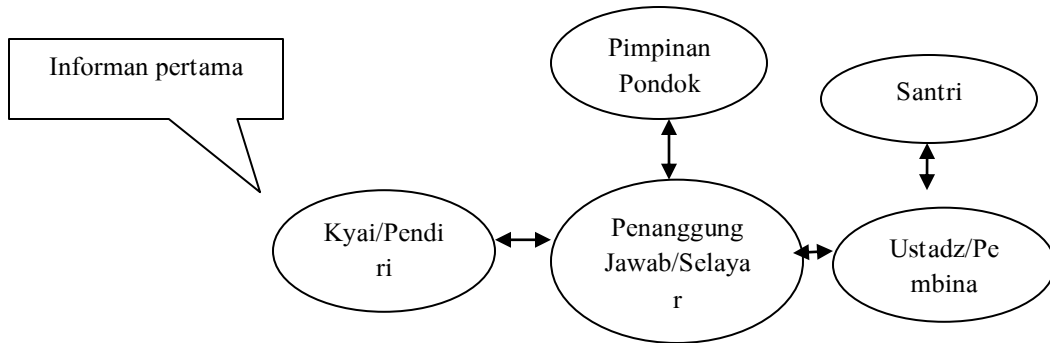 Informan pertama
Pimpinan
Pondok
Santri
Kyai/Pendi
ri
Penanggung
Jawab/Selaya
r
Ustadz/Pe
mbina